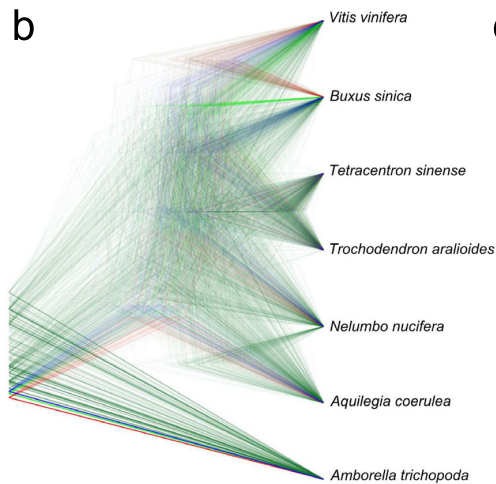 b
Vitis vinifera
Buxus sinica
Tetracentron sinense
Trochodendron aralioides
Nelumbo nucifera
Aquilegia coerulea
Amborella trichopoda